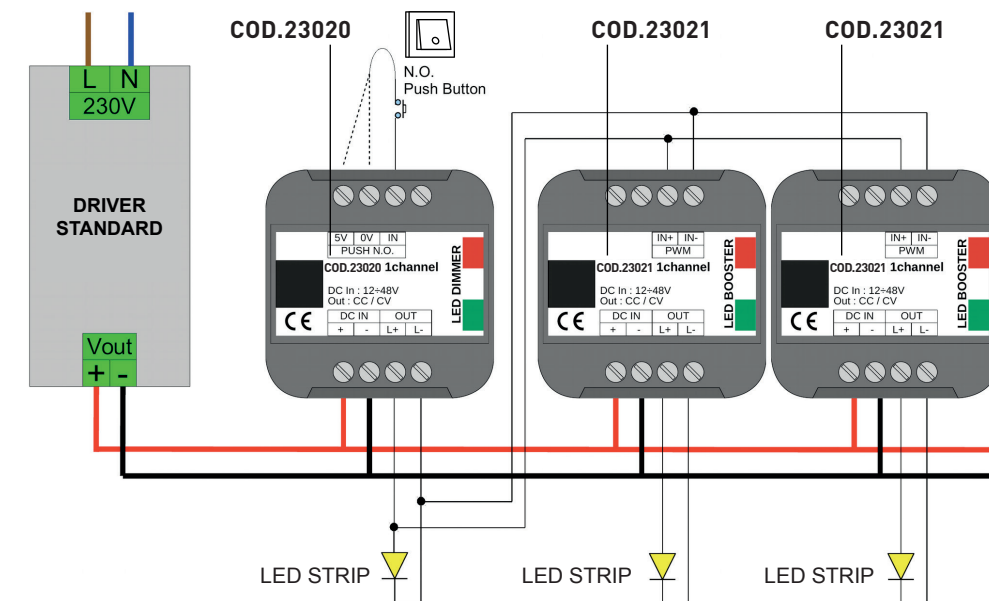 COD.23020
COD.23021
COD.23021
L N
230V
N.O.
Push Button
DRIVER
STANDARD
Vout
+ -
5V 0V IN
PUSH N.O.
COD.23020 1channel
DC In : 12÷48V
Out : CC / CV
DC IN OUT
+ - L+ L-
CE
LED DIMMER
IN+ IN-
PWM
COD.23021 1channel
DC In : 12÷48V
Out : CC / CV
DC IN OUT
+ - L+ L-
CE
LED BOOSTER
IN+ IN-
PWM
COD.23021 1channel
DC In : 12÷48V
Out : CC / CV
DC IN OUT
+ - L+ L-
CE
LED BOOSTER
LED STRIP
LED STRIP
LED STRIP